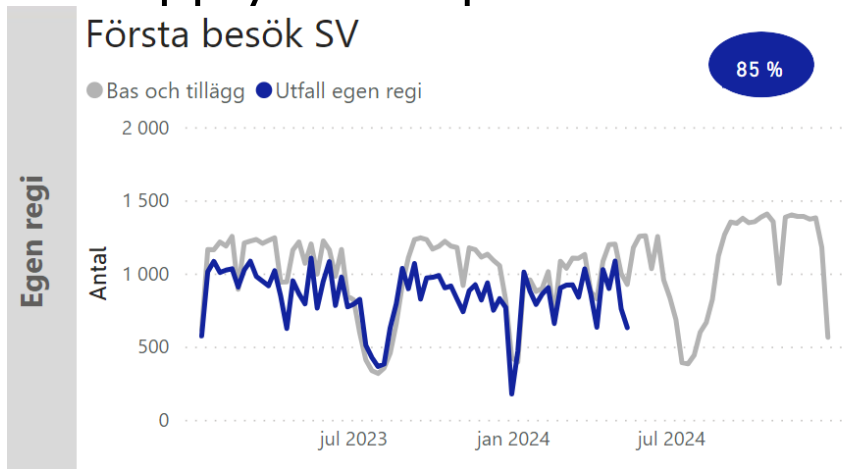 Första besök SV
85 %
Bas och tillägg Utfall egen regi
Egen regi
Antal
2 000
1 500
1 000
500
0
jul 2023 jan 2024 jul 2024